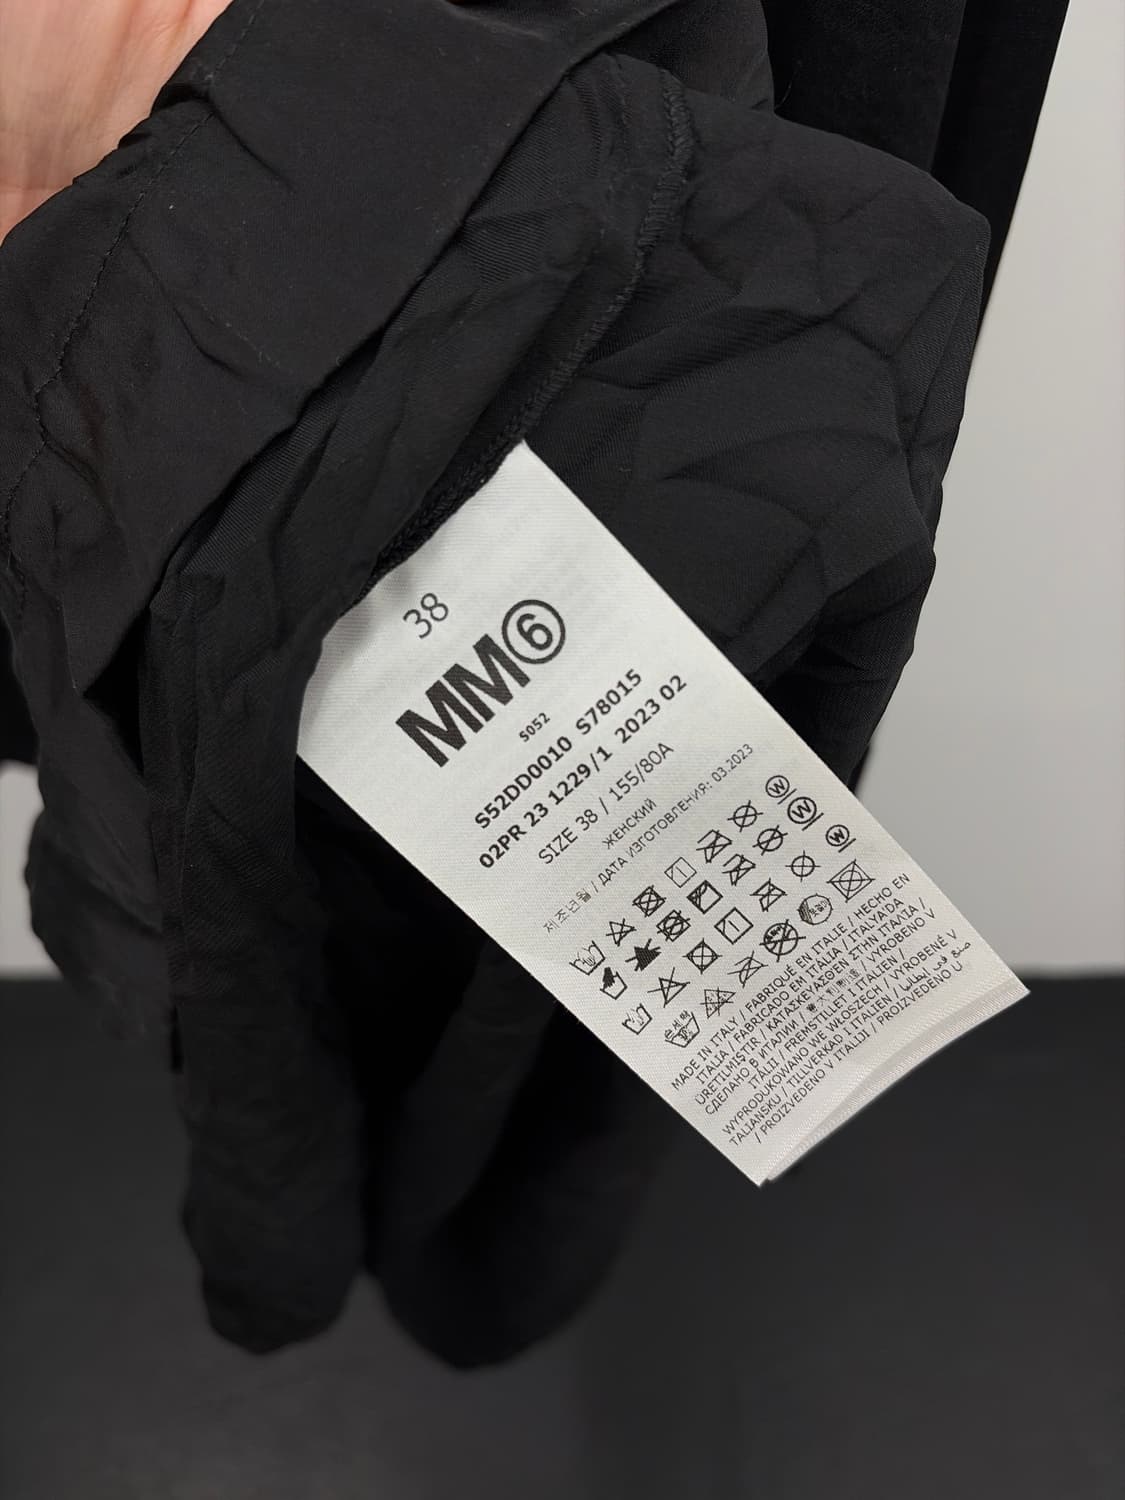 38
MM⑥
S052
S52DD0010 S78015
02PR 23 1229/1 2023 02
SIZE 38 / 155/80A
ЖЕНСКИЙ
제조년월 / ДАТА ИЗГОТОВЛЕНИЯ: 03.2023
MADE IN ITALY / FABRIQUÉ EN ITALIE / HECHO EN
ITALIA / FABRICADO EM ITÁLIA / İTALYA'DA
ÜRETILMIŞTIR / ΚΑΤΑΣΚΕΥΑΣΘΕΝ ΣΤΗΝ ΙΤΑΛΙΑ /
СДЕЛАНО В ИТАЛИИ / 意大利制造 / VYROBENO V
ITÁLII / FREMSTILLET I ITALIEN /
WYPRODUKOWANO WE WŁOSZECH / VYROBENÉ V
TALIANSKU / TILLVERKAD I ITALIEN / صنع في إيطاليا
/ PROIZVEDENO V ITALIJI / PROIZVEDENO U